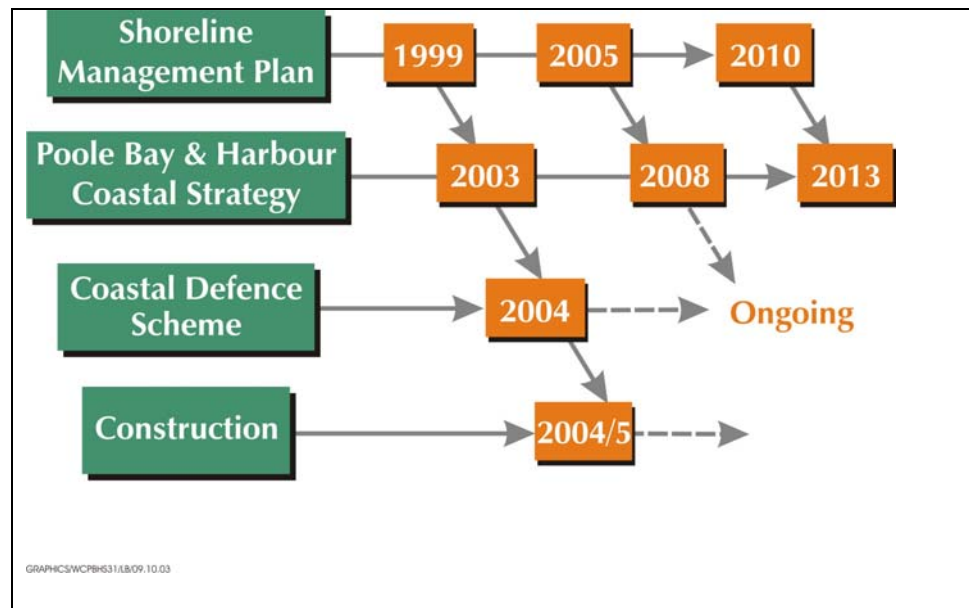 Shoreline
Management Plan
1999
2005
2010
Poole Bay & Harbour
Coastal Strategy
2003
2008
2013
Coastal Defence
Scheme
2004
Ongoing
Construction
2004/5
GRAPHICS/WCPBHS31/LB/09.10.03